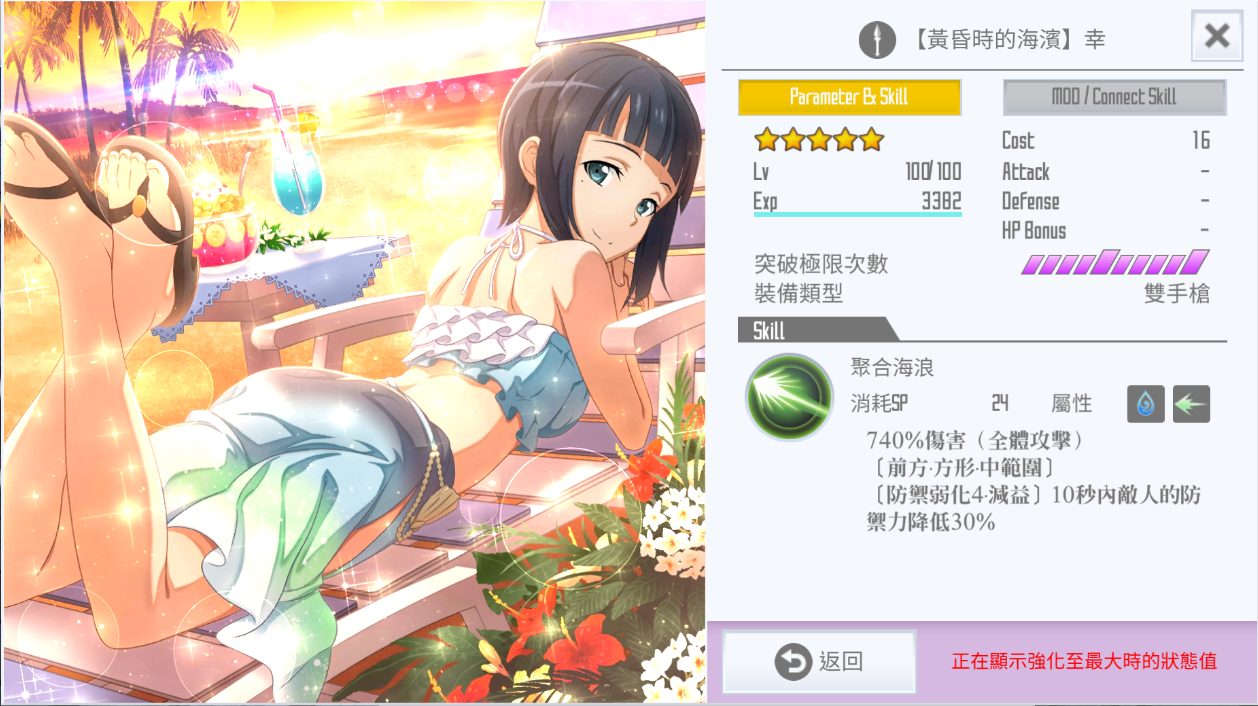 【黃昏時的海濱】幸
Parameter & Skill
MOD / Connect Skill
Cost 16
Lv 100/100
Attack -
Exp 3382
Defense -
HP Bonus -
突破極限次數
裝備類型 雙手槍
Skill
聚合海浪
消耗SP 24 屬性
740%傷害（全體攻擊）
〔前方·方形·中範圍〕
〔防禦弱化4·減益〕10秒內敵人的防
禦力降低30%
返回
正在顯示強化至最大時的狀態值